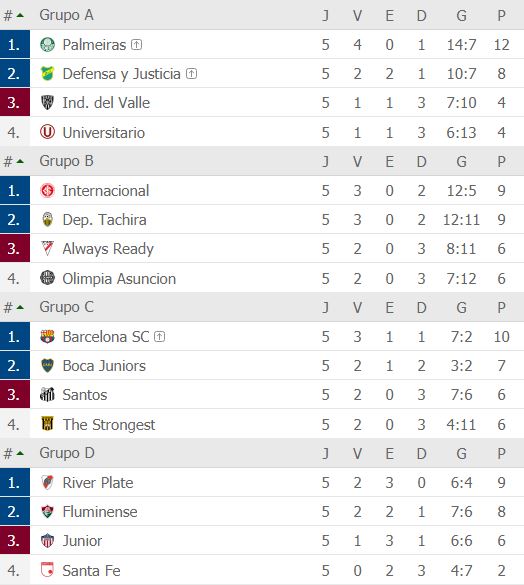 # Grupo A J V E D G P
1. Palmeiras 5 4 0 1 14:7 12
2. Defensa y Justicia 5 2 2 1 10:7 8
3. Ind. del Valle 5 1 1 3 7:10 4
4. Universitario 5 1 1 3 6:13 4
# Grupo B J V E D G P
1. Internacional 5 3 0 2 12:5 9
2. Dep. Tachira 5 3 0 2 12:11 9
3. Always Ready 5 2 0 3 8:11 6
4. Olimpia Asuncion 5 2 0 3 7:12 6
# Grupo C J V E D G P
1. Barcelona SC 5 3 1 1 7:2 10
2. Boca Juniors 5 2 1 2 3:2 7
3. Santos 5 2 0 3 7:6 6
4. The Strongest 5 2 0 3 4:11 6
# Grupo D J V E D G P
1. River Plate 5 2 3 0 6:4 9
2. Fluminense 5 2 2 1 7:6 8
3. Junior 5 1 3 1 6:6 6
4. Santa Fe 5 0 2 3 4:7 2